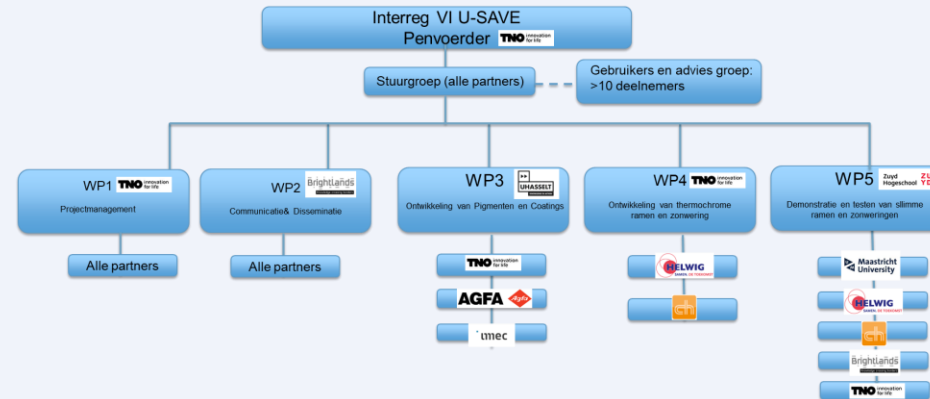 Interreg VI U-SAVE
Penvoerder TNO innovation for life
Stuurgroep (alle partners)
Gebruikers en advies groep:
>10 deelnemers
WP1 TNO innovation for life
Projectmanagement
Alle partners
WP2 Brightlands
Communicatie& Disseminatie
Alle partners
WP3 UHASSELT
Ontwikkeling van Pigmenten en Coatings
TNO innovation for life
AGFA
imec
WP4 TNO innovation for life
Ontwikkeling van thermochrome
ramen en zonwering
HELWIG
ch
WP5 Zuyd
Hogeschool
Demonstratie en testen van slimme
ramen en zonweringen
Maastricht
University
HELWIG
ch
Brightlands
TNO innovation for life